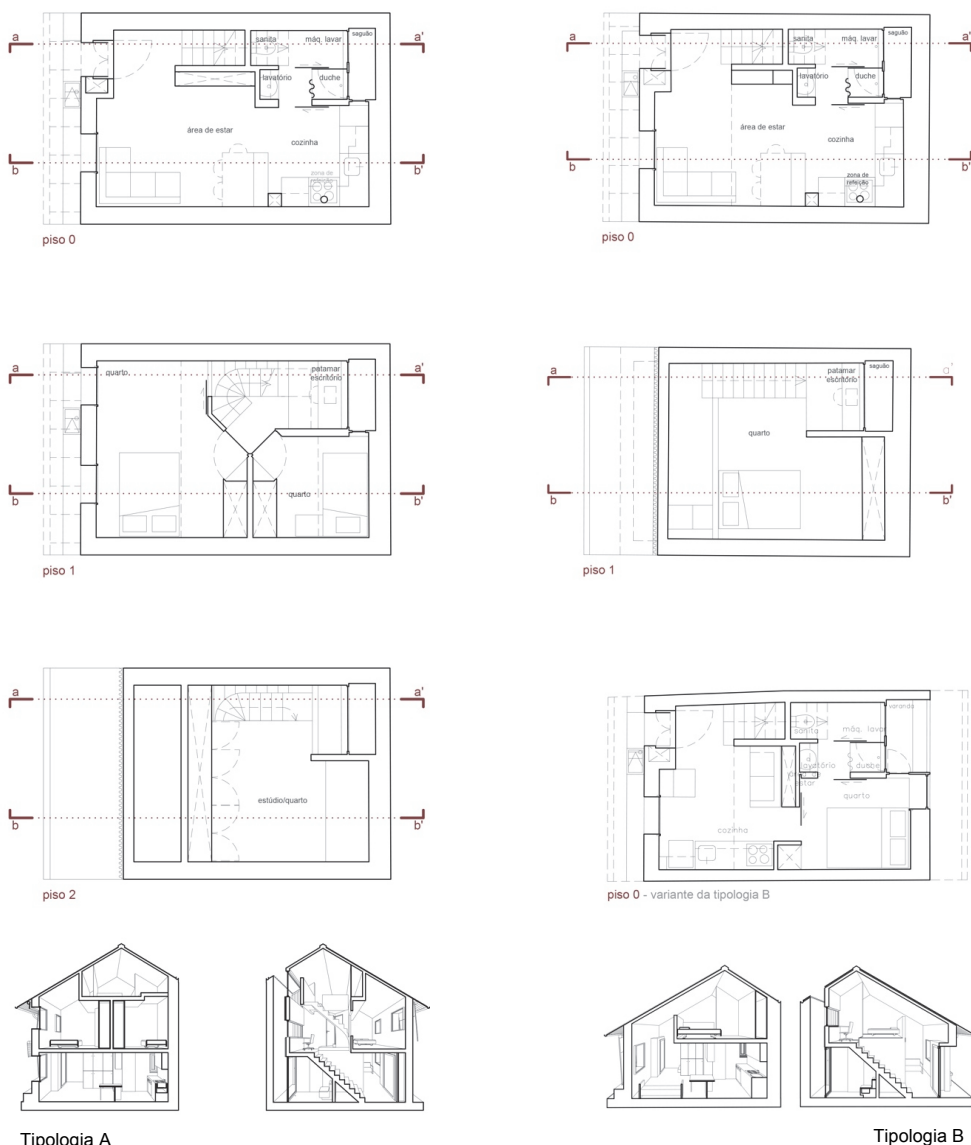 a
sanita
máq. lavar
saguão
a'
lavatório
duche
área de estar
cozinha
b
zona de
refeição
b'
piso 0
a
sanita
máq. lavar
saguão
a'
lavatório
duche
área de estar
cozinha
b
zona de
refeição
b'
piso 0
a
quarto
patamar
escritório
a'
b
quarto
b'
piso 1
a
patamar
escritório
saguão
a'
quarto
b
b'
piso 1
a
a'
estúdio/quarto
b
b'
piso 2
varanda
sanita
máq. lavar
lavatório
duche
estar
quarto
cozinha
piso 0 - variante da tipologia B
Tipologia A
Tipologia B